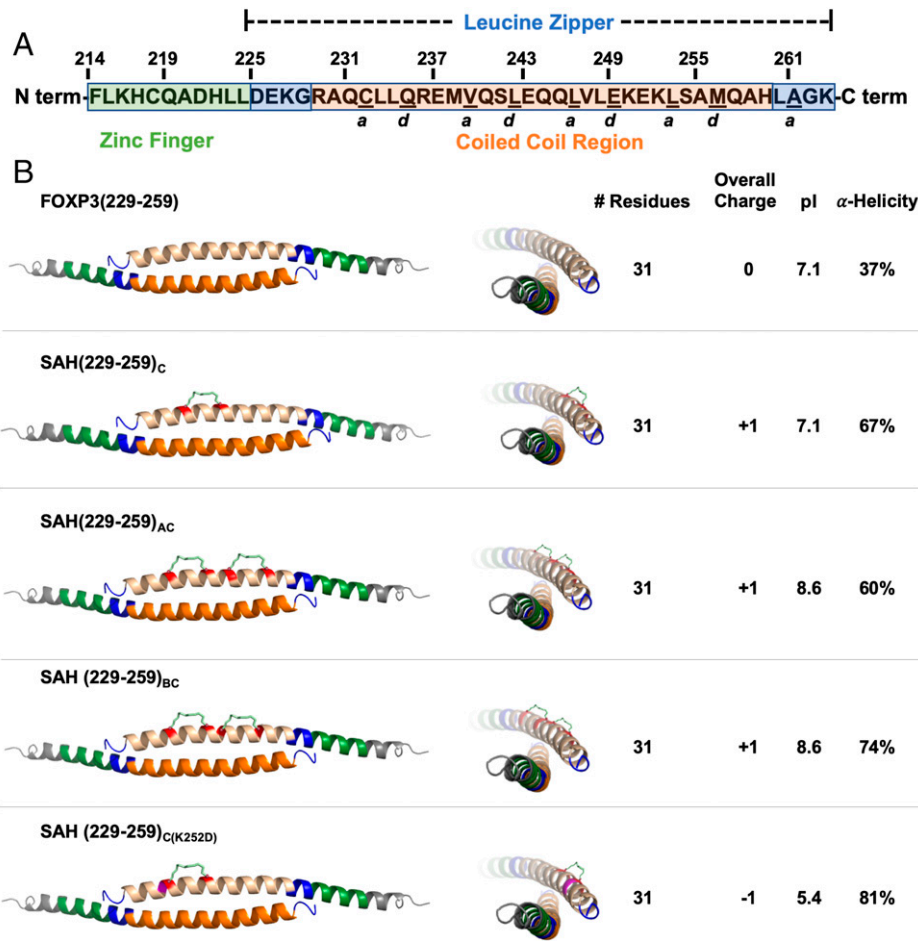 Leucine Zipper
A
214 219 225 231 237 243 249 255 261
N term-FLKHCQADHLLDEKGRAQCLLQREMVQSLEQQLVLEKEKLSAMQAHLAGK-C term
a d a d a d a d a
Zinc Finger Coiled Coil Region
B
FOXP3(229-259) # Residues Overall Charge pI α-Helicity
31 0 7.1 37%
SAH(229-259)C
31 +1 7.1 67%
SAH(229-259)AC
31 +1 8.6 60%
SAH (229-259)BC
31 +1 8.6 74%
SAH (229-259)C(K252D)
31 -1 5.4 81%